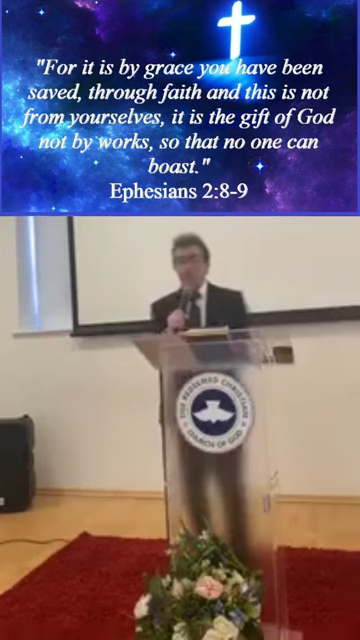 "For it is by grace you have been
saved, through faith and this is not
from yourselves, it is the gift of God
not by works, so that no one can
boast."
Ephesians 2:8-9
THE REDEEMED CHRISTIAN
CHURCH OF GOD